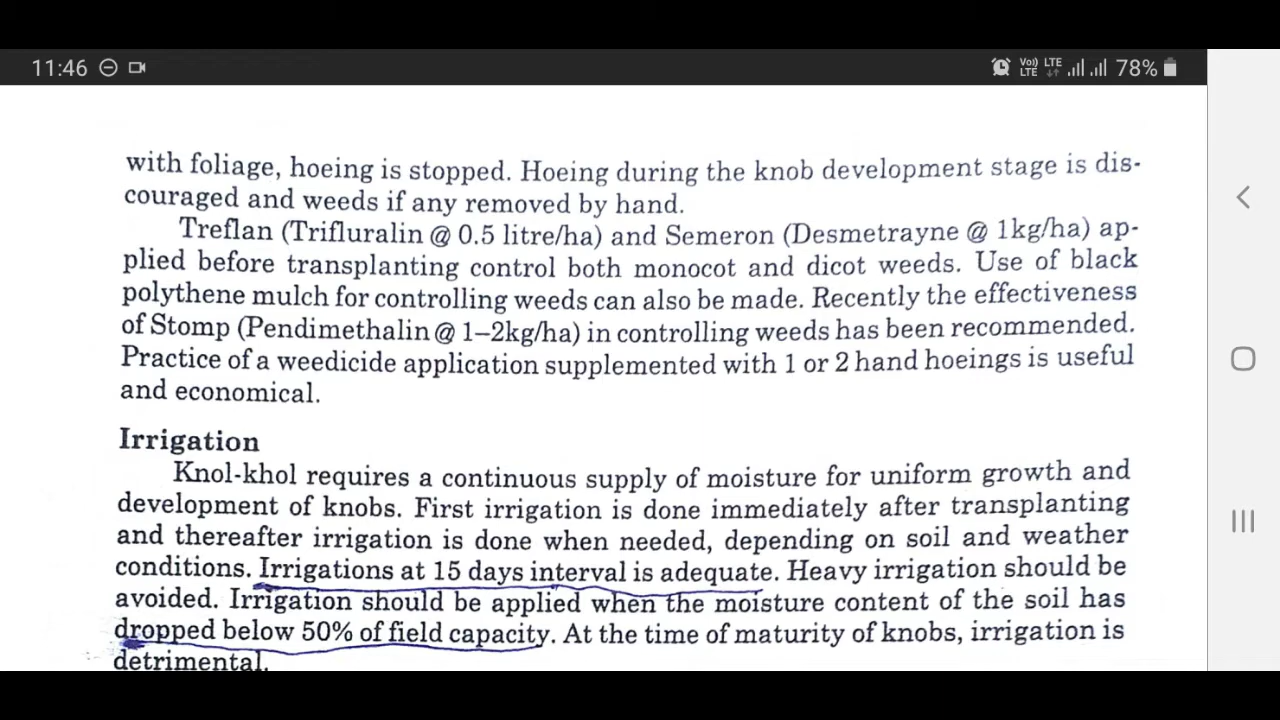 11:46
Vo)) LTE
LTE 78%
with foliage, hoeing is stopped. Hoeing during the knob development stage is dis-
couraged and weeds if any removed by hand.
Treflan (Trifluralin @ 0.5 litre/ha) and Semeron (Desmetrayne @ 1kg/ha) ap-
plied before transplanting control both monocot and dicot weeds. Use of black
polythene mulch for controlling weeds can also be made. Recently the effectiveness
of Stomp (Pendimethalin @ 1–2kg/ha) in controlling weeds has been recommended.
Practice of a weedicide application supplemented with 1 or 2 hand hoeings is useful
and economical.
Irrigation
Knol-khol requires a continuous supply of moisture for uniform growth and
development of knobs. First irrigation is done immediately after transplanting
and thereafter irrigation is done when needed, depending on soil and weather
conditions. Irrigations at 15 days interval is adequate. Heavy irrigation should be
avoided. Irrigation should be applied when the moisture content of the soil has
dropped below 50% of field capacity. At the time of maturity of knobs, irrigation is
detrimental.